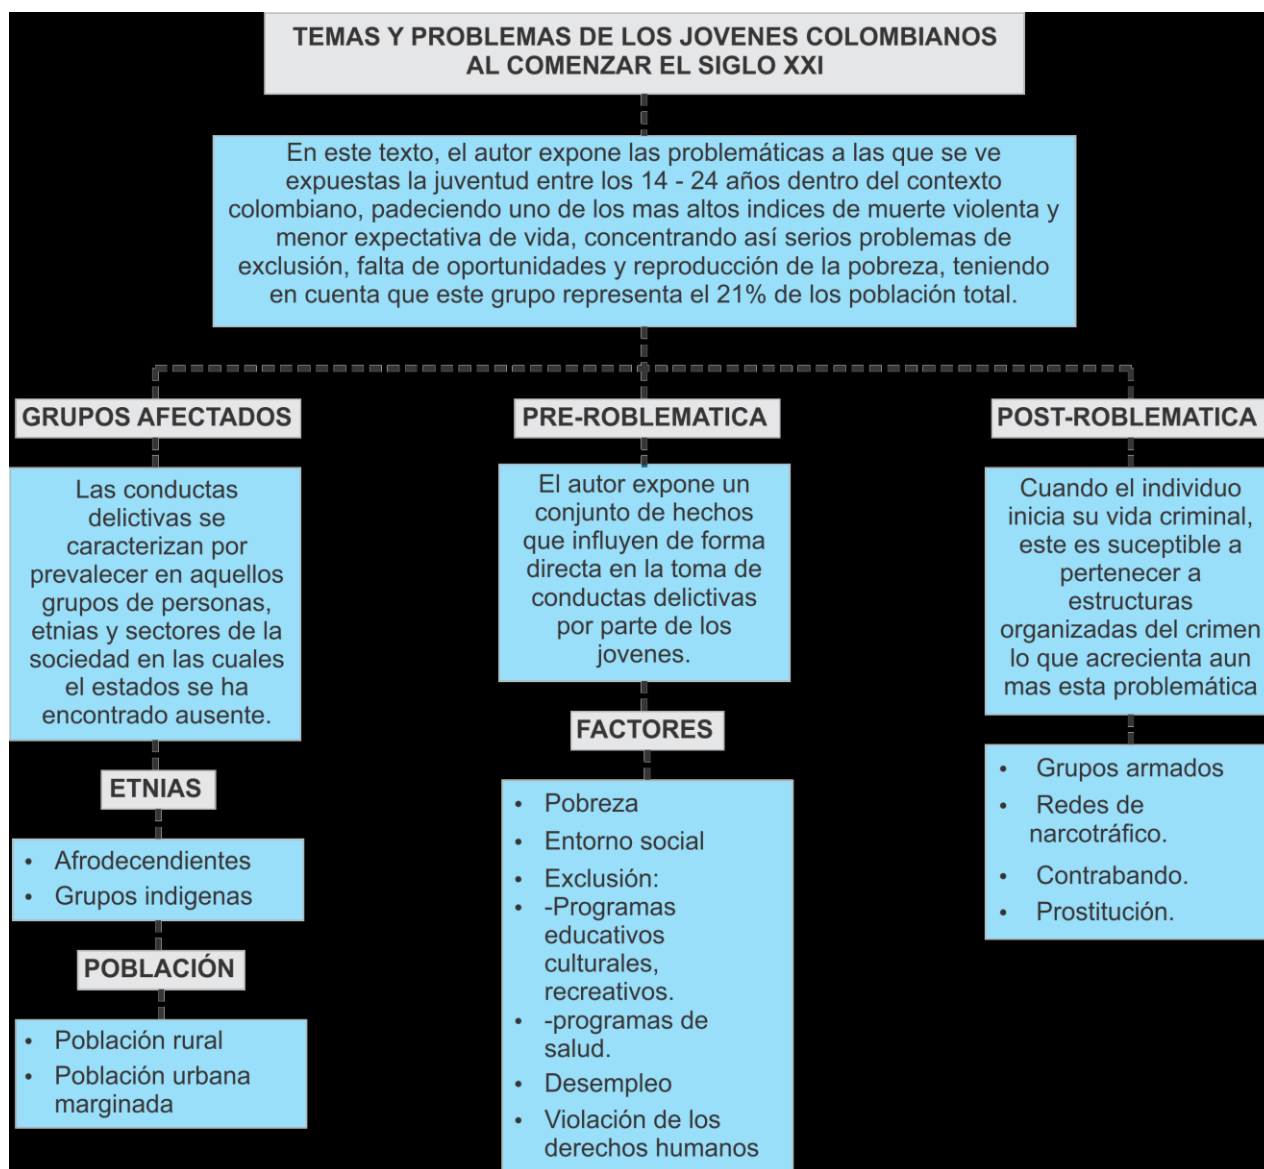 TEMAS Y PROBLEMAS DE LOS JOVENES COLOMBIANOS
AL COMENZAR EL SIGLO XXI
En este texto, el autor expone las problemáticas a las que se ve
expuestas la juventud entre los 14 - 24 años dentro del contexto
colombiano, padeciendo uno de los mas altos indices de muerte violenta y
menor expectativa de vida, concentrando así serios problemas de
exclusión, falta de oportunidades y reproducción de la pobreza, teniendo
en cuenta que este grupo representa el 21% de los población total.
GRUPOS AFECTADOS
Las conductas
delictivas se
caracterizan por
prevalecer en aquellos
grupos de personas,
etnias y sectores de la
sociedad en las cuales
el estados se ha
encontrado ausente.
ETNIAS
• Afrodecendientes
• Grupos indigenas
POBLACIÓN
• Población rural
• Población urbana
marginada
PRE-ROBLEMATICA
El autor expone un
conjunto de hechos
que influyen de forma
directa en la toma de
conductas delictivas
por parte de los
jovenes.
FACTORES
• Pobreza
• Entorno social
• Exclusión:
• -Programas
educativos
culturales,
recreativos.
• -programas de
salud.
• Desempleo
• Violación de los
derechos humanos
POST-ROBLEMATICA
Cuando el individuo
inicia su vida criminal,
este es suceptible a
pertenecer a
estructuras
organizadas del crimen
lo que acrecienta aun
mas esta problemática
• Grupos armados
• Redes de
narcotráfico.
• Contrabando.
• Prostitución.